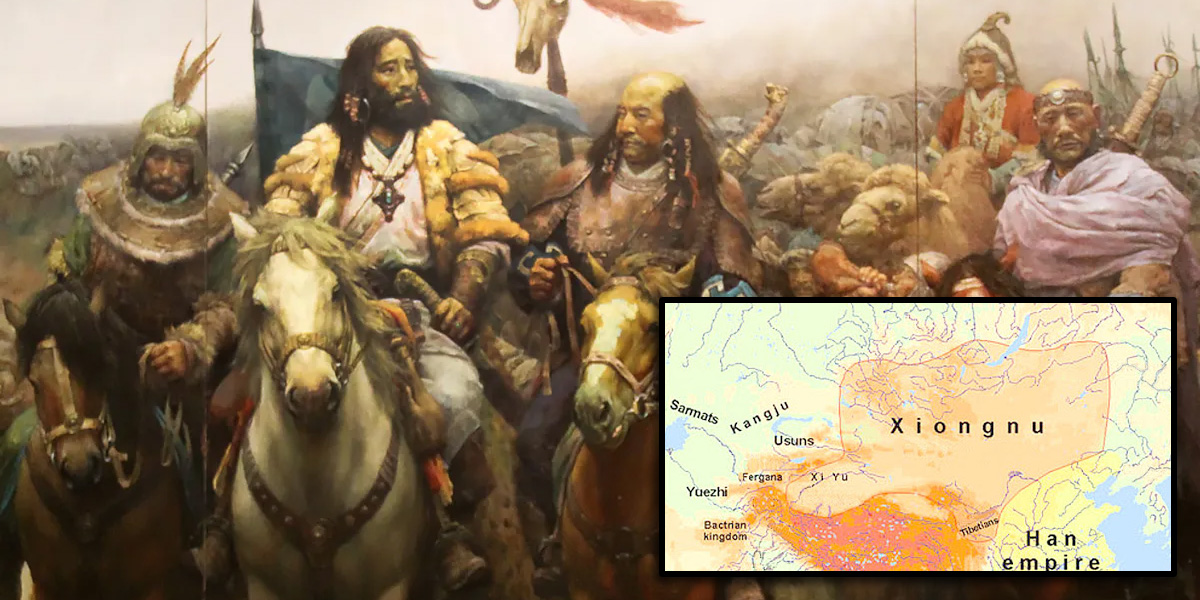 Xiongnu
Sarmats
Kangju
Usuns
Fergana
Xi Yu
Yuezhi
Bactrian
kingdom
Tibetians
Han
empire